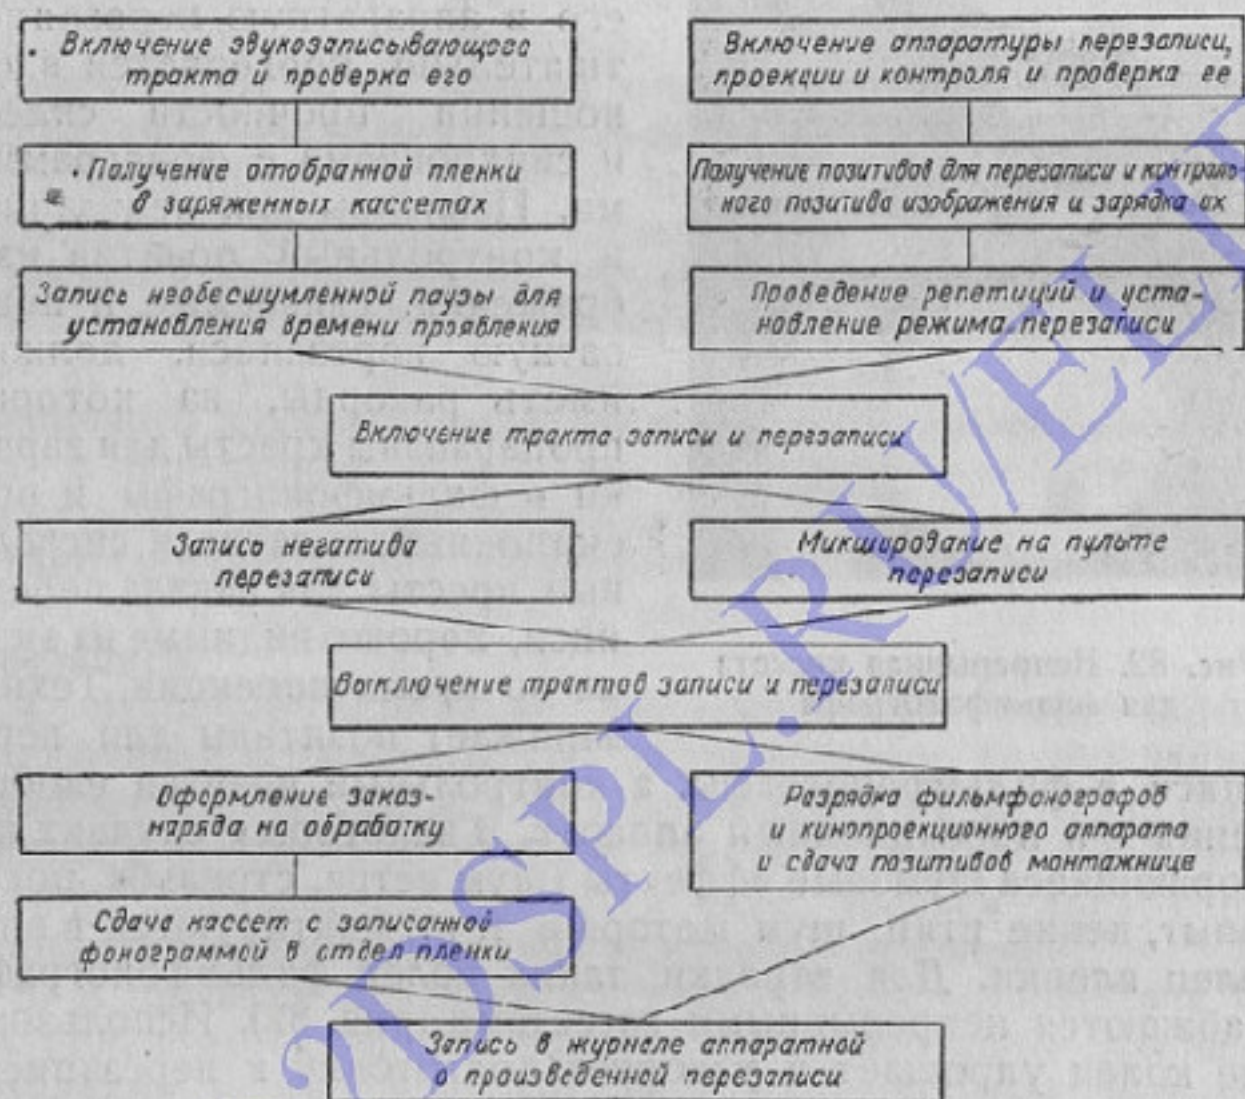 Включение звукозаписывающего
тракта и проверка его
Включение аппаратуры перезаписи,
проекции и контроля и проверка ее
Получение отобранной пленки
в заряженных кассетах
Получение позитивов для перезаписи и контроль-
ного позитива изображения и зарядка их
Запись необесшумленной паузы для
установления времени проявления
Проведение репетиций и уста-
новление режима перезаписи
Включение тракта записи и перезаписи
Запись негатива
перезаписи
Микширование на пульте
перезаписи
Выключение трактов записи и перезаписи
Оформление заказ-
наряда на обработку
Разрядка фильмфонографов
и кинопроекционного аппарата
и сдача позитивов монтажнице
Сдача кассет с записанной
фонограммой в отдел пленки
Запись в журнале аппаратной
о произведенной перезаписи
2DSPL.RU/ELE